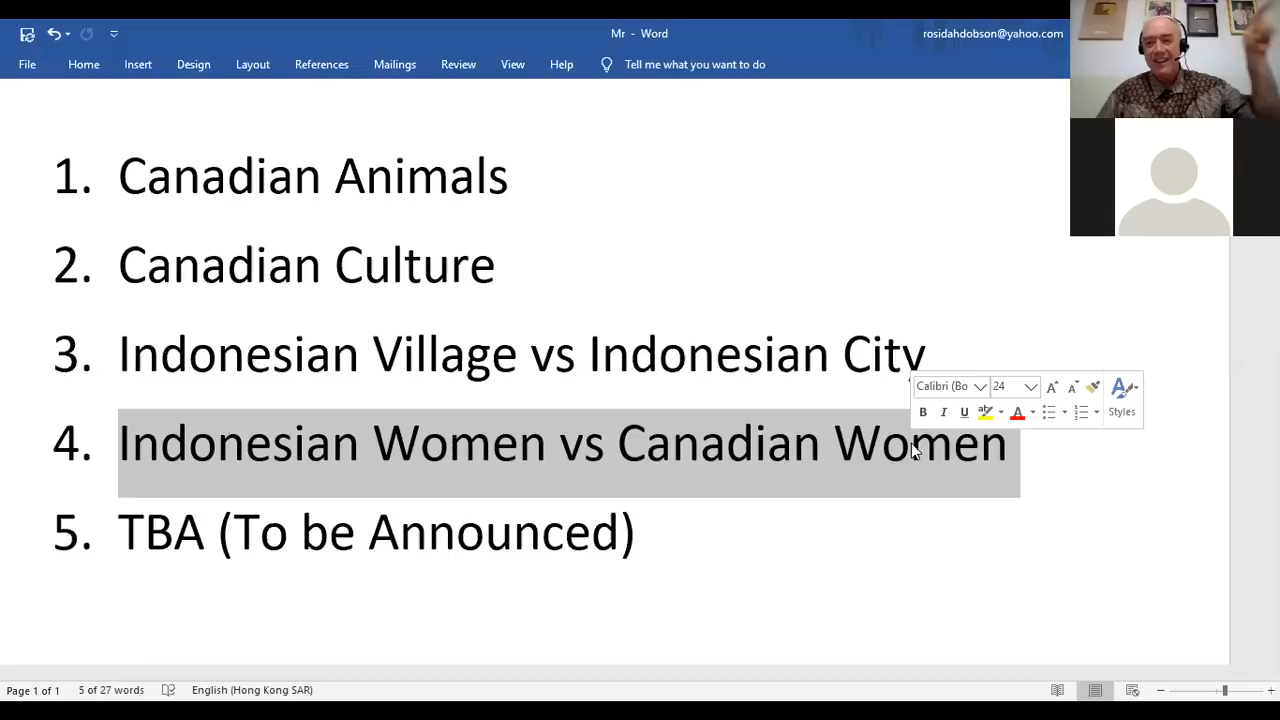 Mr - Word
rosidahdobson@yahoo.com
File Home Insert Design Layout References Mailings Review View Help Tell me what you want to do
1. Canadian Animals
2. Canadian Culture
3. Indonesian Village vs Indonesian City
Calibri (Bo 24
B I U Styles
4. Indonesian Women vs Canadian Women
5. TBA (To be Announced)
Page 1 of 1 5 of 27 words English (Hong Kong SAR)